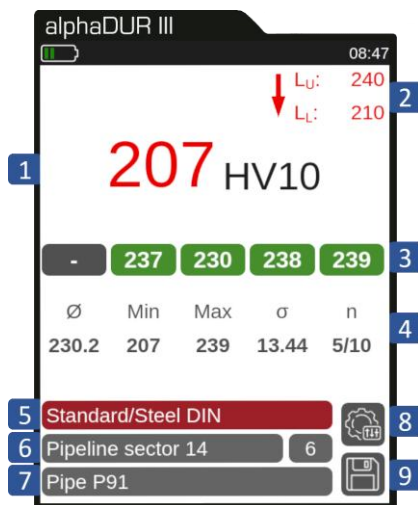 alphaDUR III
08:47
LU: 240
2
LL: 210
1
207 HV10
- 237 230 238 239 3
Ø Min Max σ n
4
230.2 207 239 13.44 5/10
5 Standard/Steel DIN
8
6 Pipeline sector 14 6
7 Pipe P91
9